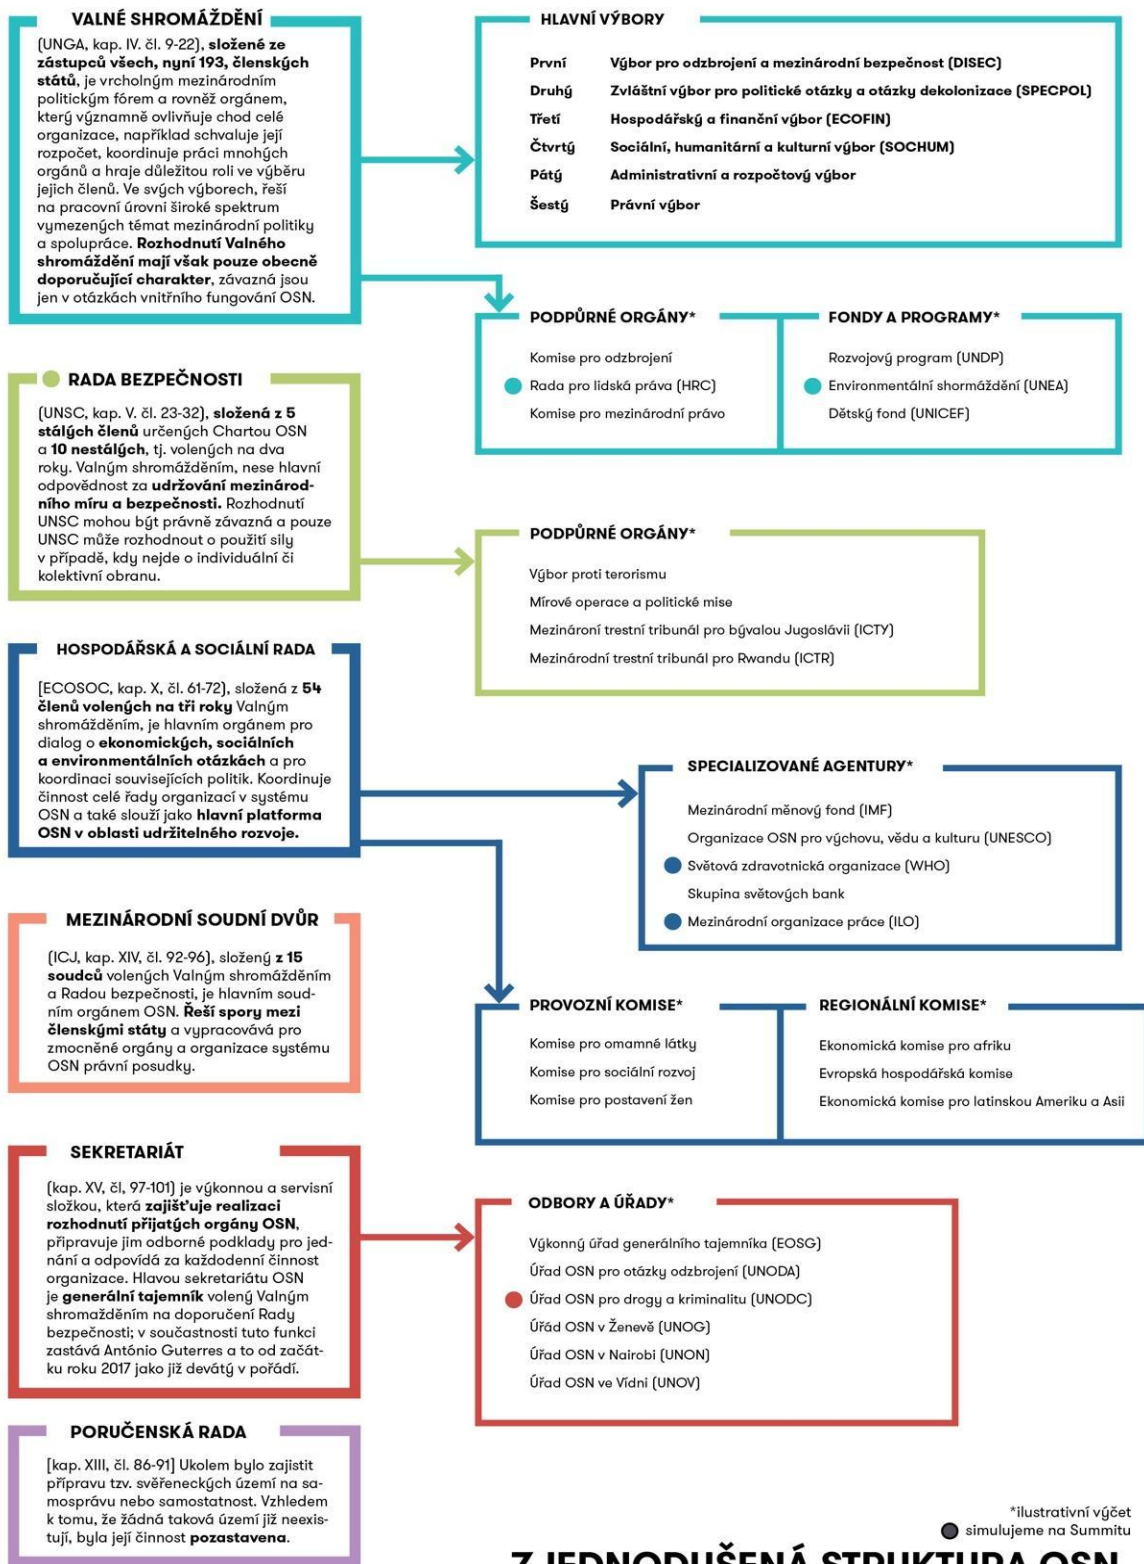 VALNÉ SHROMÁŽDĚNÍ
(UNGA, kap. IV. čl. 9-22), složené ze
zástupců všech, nyní 193, členských
států, je vrcholným mezinárodním
politickým fórem a rovněž orgánem,
který významně ovlivňuje chod celé
organizace, například schvaluje její
rozpočet, koordinuje práci mnohých
orgánů a hraje důležitou roli ve výběru
jejich členů. Ve svých výborech, řeší
na pracovní úrovni široké spektrum
vymezených témat mezinárodní politiky
a spolupráce. Rozhodnutí Valného
shromáždění mají však pouze obecně
doporučující charakter, závazná jsou
jen v otázkách vnitřního fungování OSN.
HLAVNÍ VÝBORY
První Výbor pro odzbrojení a mezinárodní bezpečnost (DISEC)
Druhý Zvláštní výbor pro politické otázky a otázky dekolonizace (SPECPOL)
Třetí Hospodářský a finanční výbor (ECOFIN)
Čtvrtý Sociální, humanitární a kulturní výbor (SOCHUM)
Pátý Administrativní a rozpočtový výbor
Šestý Právní výbor
PODPŮRNÉ ORGÁNY*
Komise pro odzbrojení
Rada pro lidská práva (HRC)
Komise pro mezinárodní právo
FONDY A PROGRAMY*
Rozvojový program (UNDP)
Environmentální shormáždění (UNEA)
Dětský fond (UNICEF)
RADA BEZPEČNOSTI
(UNSC, kap. V. čl. 23-32), složená z 5
stálých členů určených Chartou OSN
a 10 nestálých, tj. volených na dva
roky. Valným shromážděním, nese hlavní
odpovědnost za udržování mezinárod-
ního míru a bezpečnosti. Rozhodnutí
UNSC mohou být právně závazná a pouze
UNSC může rozhodnout o použití síly
v případě, kdy nejde o individuální či
kolektivní obranu.
PODPŮRNÉ ORGÁNY*
Výbor proti terorismu
Mírové operace a politické mise
Mezinároní trestní tribunál pro bývalou Jugoslávii (ICTY)
Mezinárodní trestní tribunál pro Rwandu (ICTR)
HOSPODÁŘSKÁ A SOCIÁLNÍ RADA
[ECOSOC, kap. X, čl. 61-72), složená z 54
členů volených na tři roky Valným
shromážděním, je hlavním orgánem pro
dialog o ekonomických, sociálních
a environmentálních otázkách a pro
koordinaci souvisejících politik. Koordinuje
činnost celé řady organizací v systému
OSN a také slouží jako hlavní platforma
OSN v oblasti udržitelného rozvoje.
SPECIALIZOVANÉ AGENTURY*
Mezinárodní měnový fond (IMF)
Organizace OSN pro výchovu, vědu a kulturu (UNESCO)
Světová zdravotnická organizace (WHO)
Skupina světových bank
Mezinárodní organizace práce (ILO)
PROVOZNÍ KOMISE*
Komise pro omamné látky
Komise pro sociální rozvoj
Komise pro postavení žen
REGIONÁLNÍ KOMISE*
Ekonomická komise pro afriku
Evropská hospodářská komise
Ekonomická komise pro latinskou Ameriku a Asii
MEZINÁRODNÍ SOUDNÍ DVŮR
(ICJ, kap. XIV, čl. 92-96), složený z 15
soudců volených Valným shromážděním
a Radou bezpečnosti, je hlavním soud-
ním orgánem OSN. Řeší spory mezi
členskými státy a vypracovává pro
zmocněné orgány a organizace systému
OSN právní posudky.
SEKRETARIÁT
(kap. XV, čl, 97-101) je výkonnou a servisní
složkou, která zajišťuje realizaci
rozhodnutí přijatých orgány OSN,
připravuje jim odborné podklady pro jed-
nání a odpovídá za každodenní činnost
organizace. Hlavou sekretariátu OSN
je generální tajemník volený Valným
shromažděním na doporučení Rady
bezpečnosti; v součastnosti tuto funkci
zastává António Guterres a to od začát-
ku roku 2017 jako již devátý v pořádí.
ODBORY A ÚŘADY*
Výkonný úřad generálního tajemníka (EOSG)
Úřad OSN pro otázky odzbrojení (UNODA)
Úřad OSN pro drogy a kriminalitu (UNODC)
Úřád OSN v Ženevě (UNOG)
Úřad OSN v Nairobi (UNON)
Úřad OSN ve Vídni (UNOV)
PORUČENSKÁ RADA
[kap. XIII, čl. 86-91] Ukolem bylo zajistit
přípravu tzv. svěřeneckých území na sa-
mosprávu nebo samostatnost. Vzhledem
k tomu, že žádná taková území již neexis-
tují, byla její činnost pozastavena.
*ilustrativní výčet
simulujeme na Summitu
ZJEDNODUŠENÁ STRUKTURA OSN